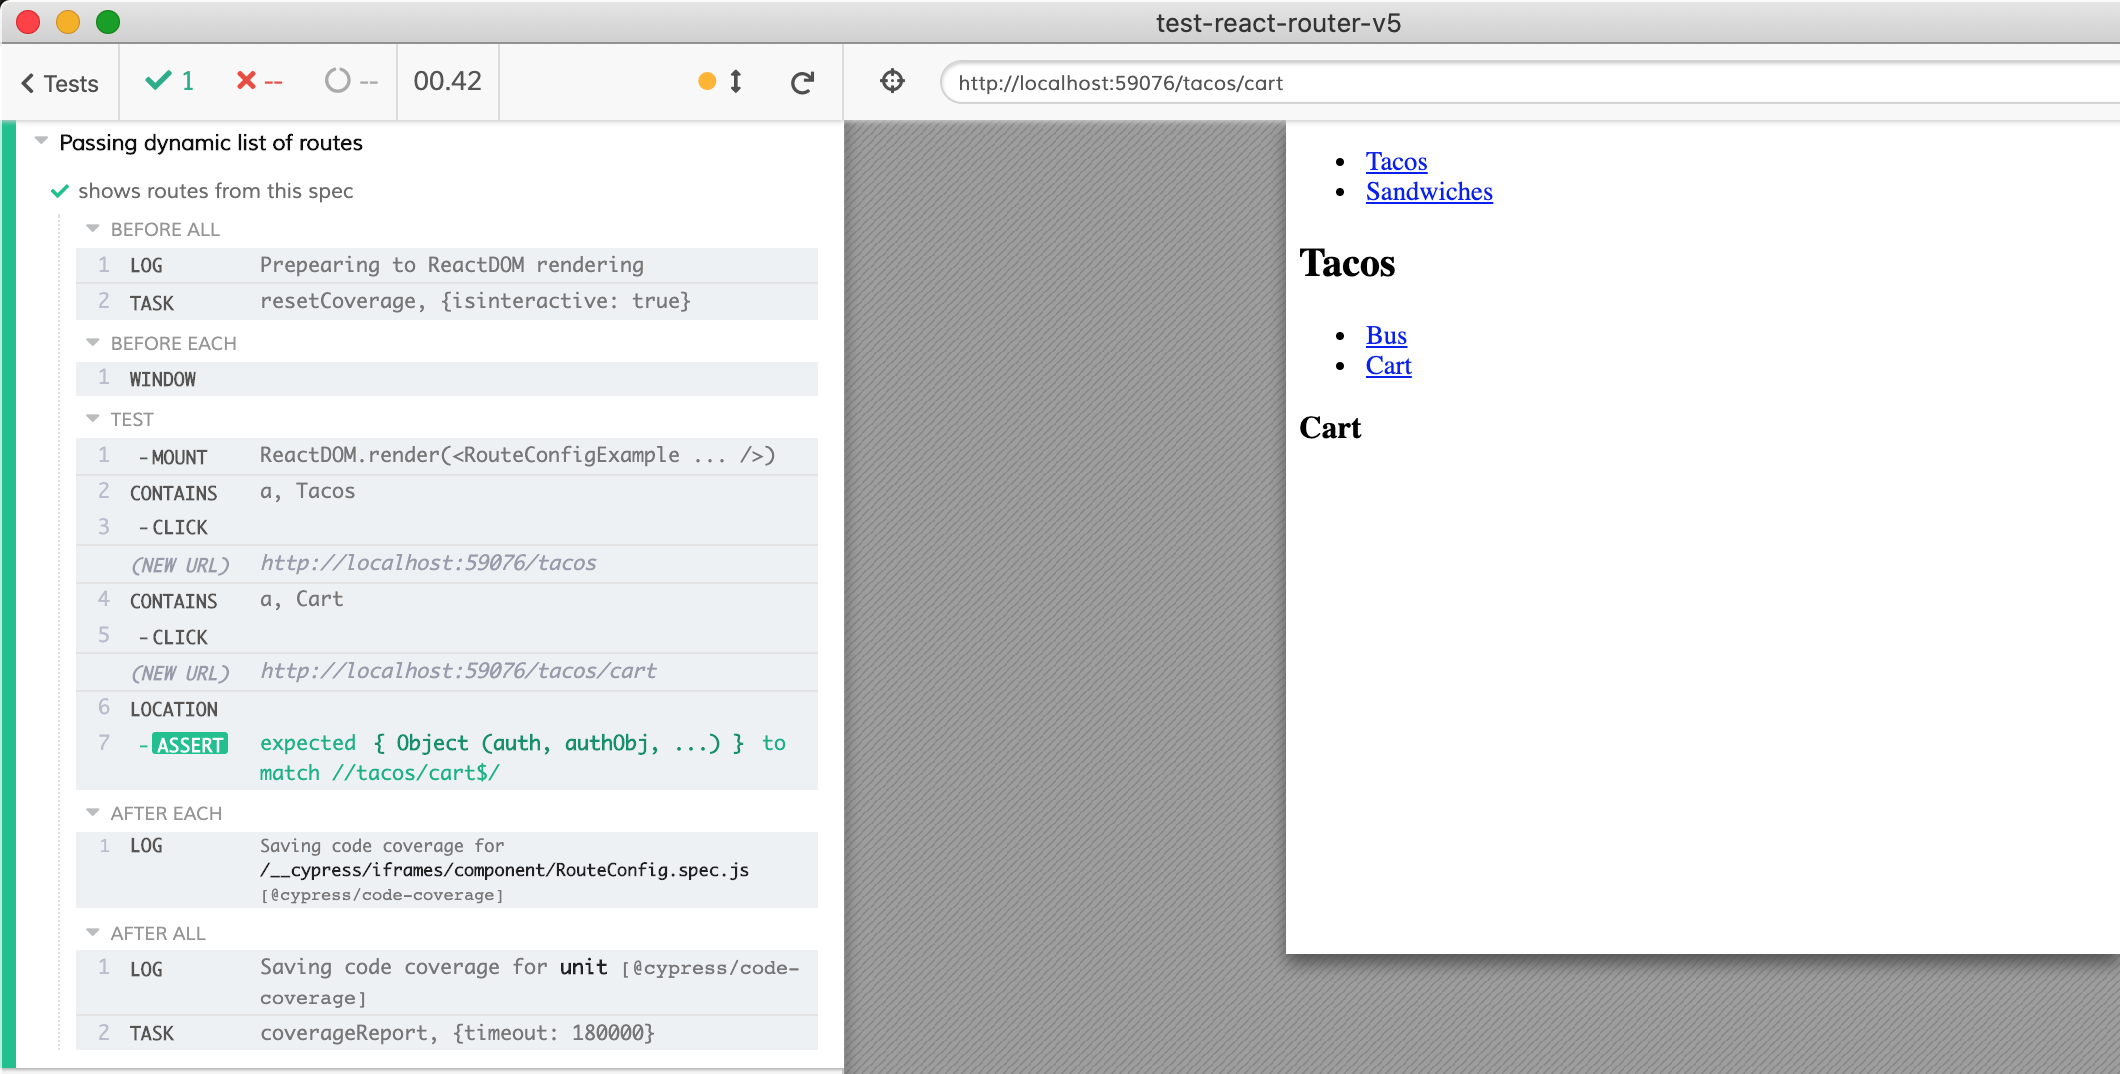 test-react-router-v5
Tests
1
--
--
00.42
http://localhost:59076/tacos/cart
Passing dynamic list of routes
shows routes from this spec
BEFORE ALL
1 LOG Prepearing to ReactDOM rendering
2 TASK resetCoverage, {isinteractive: true}
BEFORE EACH
1 WINDOW
TEST
1 -MOUNT ReactDOM.render(<RouteConfigExample ... />)
2 CONTAINS a, Tacos
3 -CLICK
(NEW URL) http://localhost:59076/tacos
4 CONTAINS a, Cart
5 -CLICK
(NEW URL) http://localhost:59076/tacos/cart
6 LOCATION
7 -ASSERT expected { Object (auth, authObj, ...) } to
match //tacos/cart$/
AFTER EACH
1 LOG Saving code coverage for
/__cypress/iframes/component/RouteConfig.spec.js
[@cypress/code-coverage]
AFTER ALL
1 LOG Saving code coverage for unit [@cypress/code-
coverage]
2 TASK coverageReport, {timeout: 180000}
Tacos
Sandwiches
Tacos
Bus
Cart
Cart